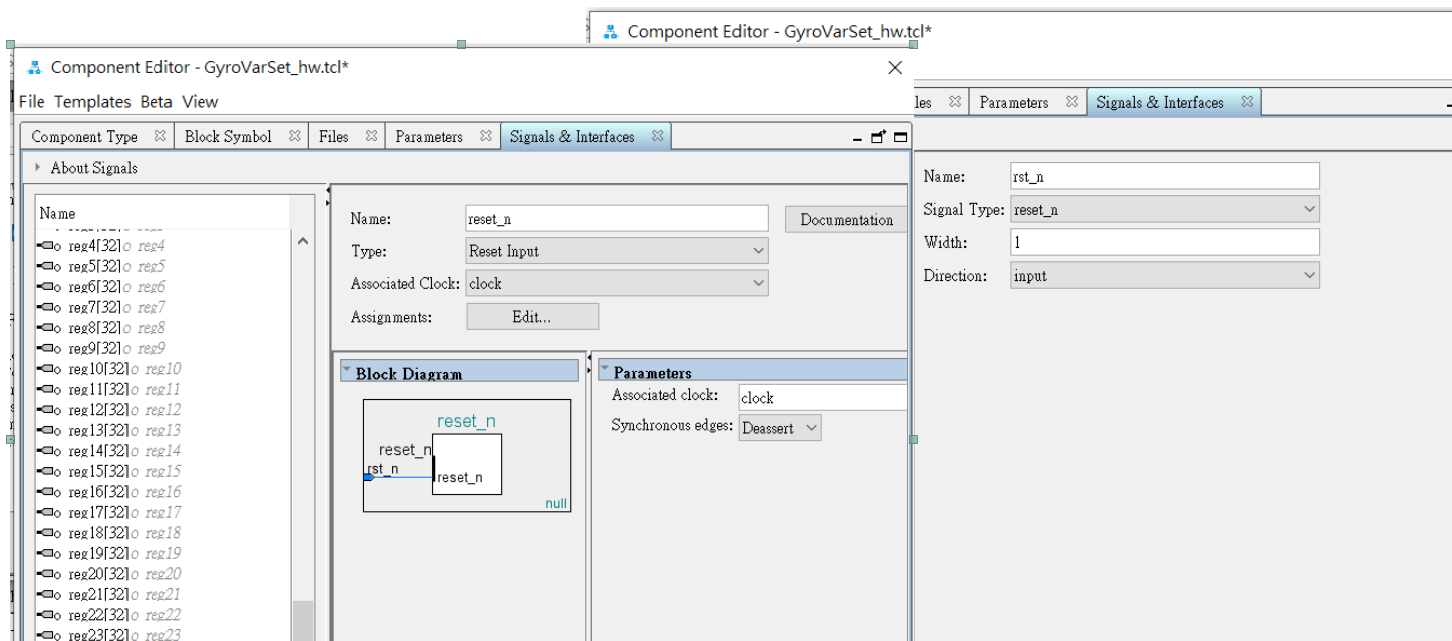 Component Editor - GyroVarSet_hw.tcl*
Component Editor - GyroVarSet_hw.tcl*
File Templates Beta View
Component Type
Block Symbol
Files
Parameters
Signals & Interfaces
Parameters
Signals & Interfaces
About Signals
Name
reg4[32] reg4
reg5[32] reg5
reg6[32] reg6
reg7[32] reg7
reg8[32] reg8
reg9[32] reg9
reg10[32] reg10
reg11[32] reg11
reg12[32] reg12
reg13[32] reg13
reg14[32] reg14
reg15[32] reg15
reg16[32] reg16
reg17[32] reg17
reg18[32] reg18
reg19[32] reg19
reg20[32] reg20
reg21[32] reg21
reg22[32] reg22
reg23[32] reg23
Name: reset_n
Documentation
Type: Reset Input
Associated Clock: clock
Assignments: Edit...
Block Diagram
reset_n
reset_n
rst_n
reset_n
null
Parameters
Associated clock: clock
Synchronous edges: Deassert
Name: rst_n
Signal Type: reset_n
Width: 1
Direction: input